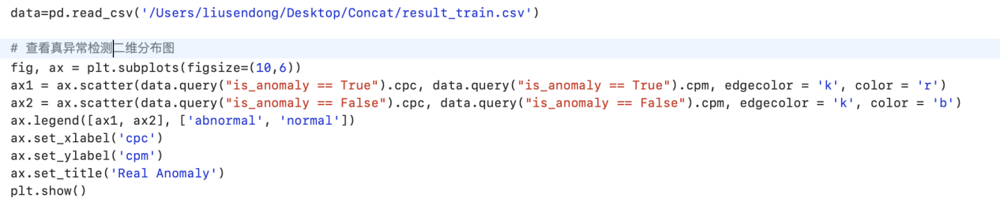 data=pd.read_csv('/Users/liusendong/Desktop/Concat/result_train.csv')
# 查看真异常检测二维分布图
fig, ax = plt.subplots(figsize=(10,6))
ax1 = ax.scatter(data.query("is_anomaly == True").cpc, data.query("is_anomaly == True").cpm, edgecolor = 'k', color = 'r')
ax2 = ax.scatter(data.query("is_anomaly == False").cpc, data.query("is_anomaly == False").cpm, edgecolor = 'k', color = 'b')
ax.legend([ax1, ax2], ['abnormal', 'normal'])
ax.set_xlabel('cpc')
ax.set_ylabel('cpm')
ax.set_title('Real Anomaly')
plt.show()